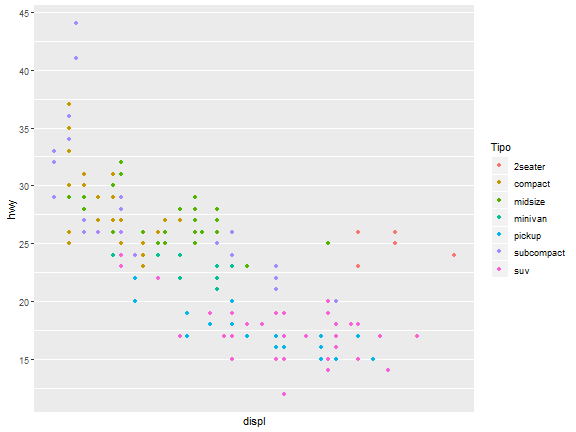 45
40
35
30
25
20
15
hwy
displ
Tipo
2seater
compact
midsize
minivan
pickup
subcompact
suv